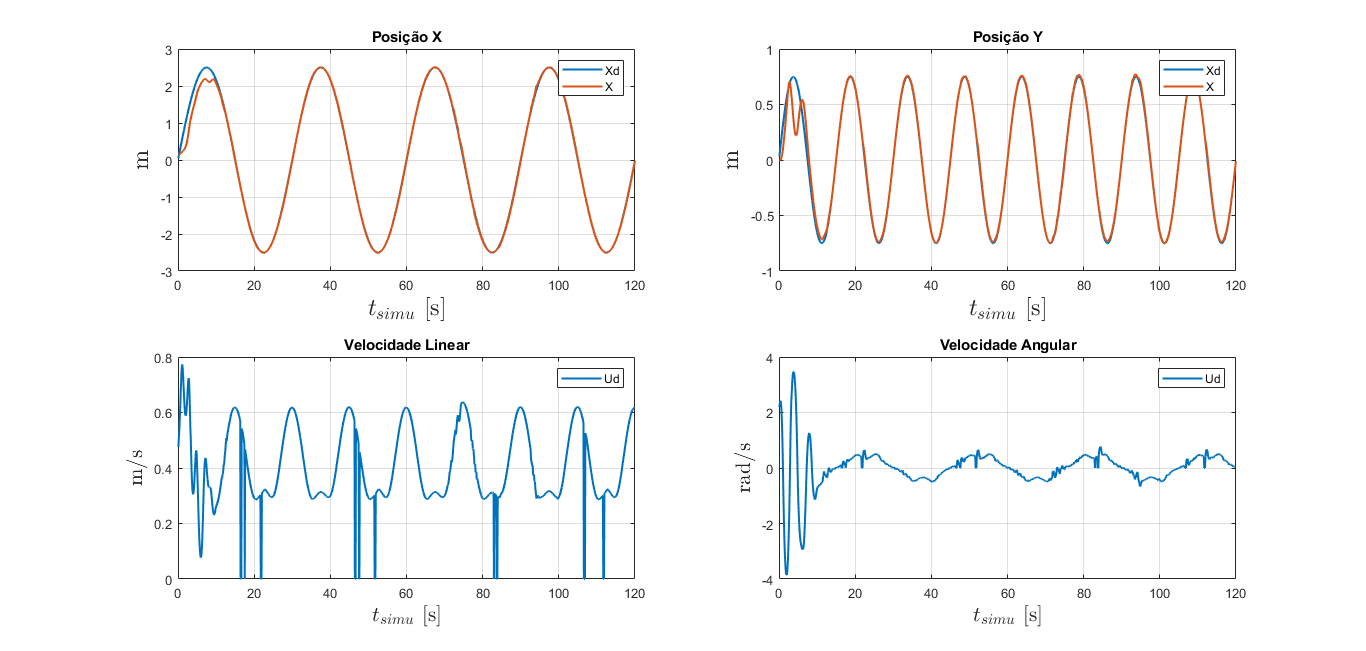 Posição X
3
2
1
0
-1
-2
-3
m
Xd
X
0 20 40 60 80 100 120
t_simu [s]
Posição Y
1
0.5
0
-0.5
-1
m
Xd
X
0 20 40 60 80 100 120
t_simu [s]
Velocidade Linear
0.8
0.6
0.4
0.2
0
m/s
Ud
0 20 40 60 80 100 120
t_simu [s]
Velocidade Angular
4
2
0
-2
-4
rad/s
Ud
0 20 40 60 80 100 120
t_simu [s]